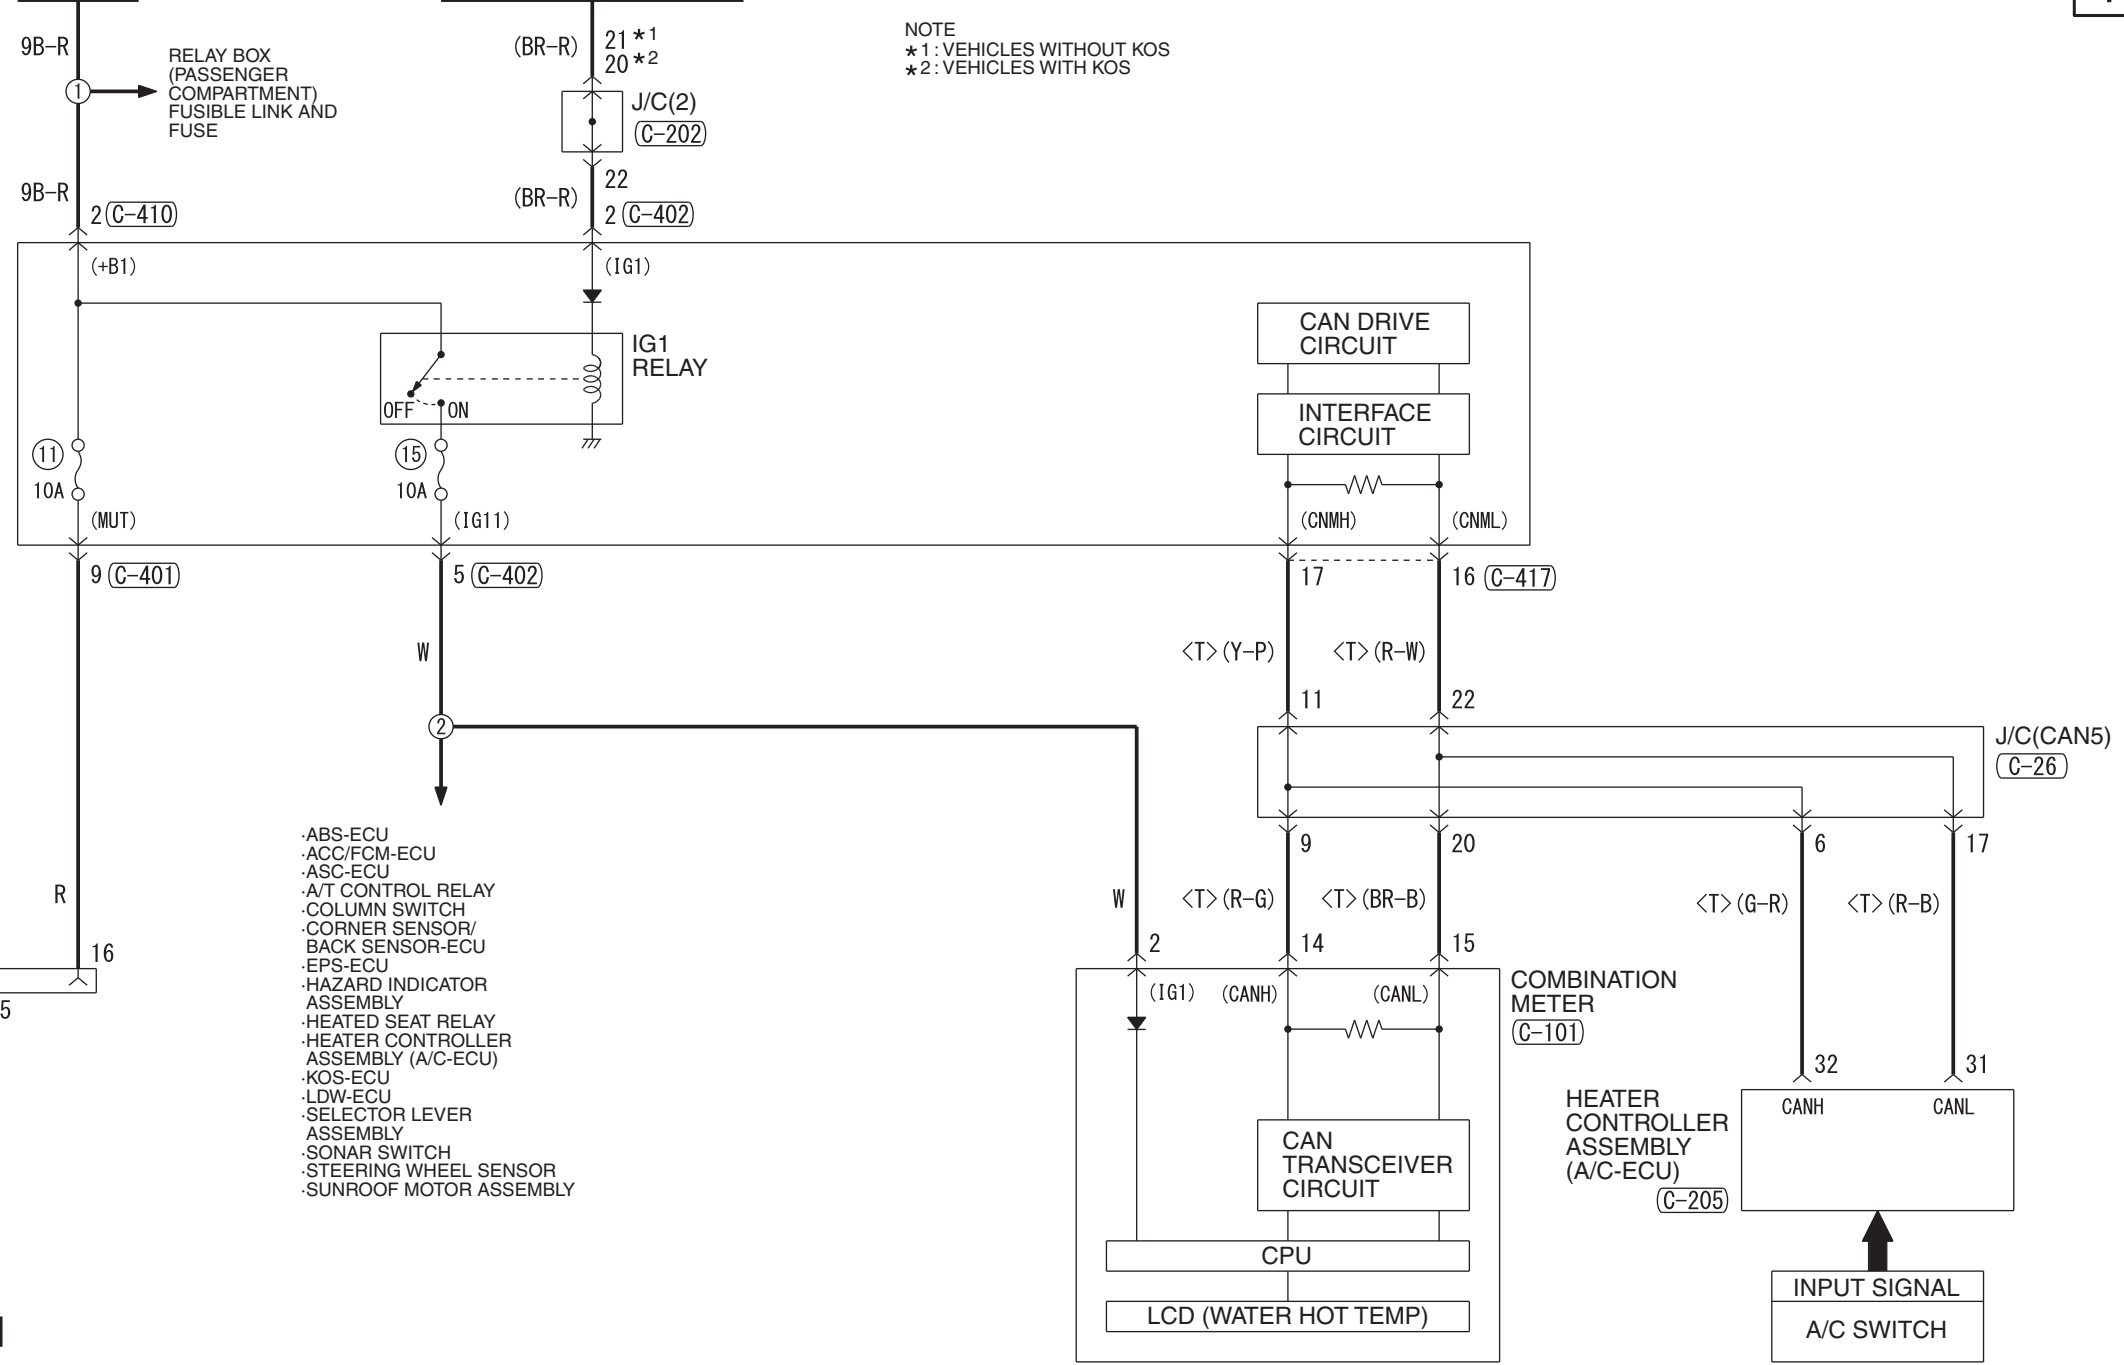 9B-R
RELAY BOX
(PASSENGER
COMPARTMENT)
FUSIBLE LINK AND
FUSE
1
9B-R
2 C-410
(BR-R)
21 *1
20 *2
J/C(2)
C-202
22
(BR-R)
2 C-402
NOTE
*1: VEHICLES WITHOUT KOS
*2: VEHICLES WITH KOS
(+B1)
(IG1)
IG1
RELAY
OFF
ON
11
10A
15
10A
(MUT)
(IG11)
CAN DRIVE
CIRCUIT
INTERFACE
CIRCUIT
(CNMH)
(CNML)
9 C-401
5 C-402
17
16 C-417
W
<T>(Y-P)
<T>(R-W)
11
22
2
J/C(CAN5)
C-26
9
20
6
17
R
16
5
·ABS-ECU
·ACC/FCM-ECU
·ASC-ECU
·A/T CONTROL RELAY
·COLUMN SWITCH
·CORNER SENSOR/
BACK SENSOR-ECU
·EPS-ECU
·HAZARD INDICATOR
ASSEMBLY
·HEATED SEAT RELAY
·HEATER CONTROLLER
ASSEMBLY (A/C-ECU)
·KOS-ECU
·LDW-ECU
·SELECTOR LEVER
ASSEMBLY
·SONAR SWITCH
·STEERING WHEEL SENSOR
·SUNROOF MOTOR ASSEMBLY
W
<T>(R-G)
<T>(BR-B)
<T>(G-R)
<T>(R-B)
2
14
15
(IG1)
(CANH)
(CANL)
COMBINATION
METER
C-101
CAN
TRANSCEIVER
CIRCUIT
CPU
LCD (WATER HOT TEMP)
32
31
CANH
CANL
HEATER
CONTROLLER
ASSEMBLY
(A/C-ECU)
C-205
INPUT SIGNAL
A/C SWITCH